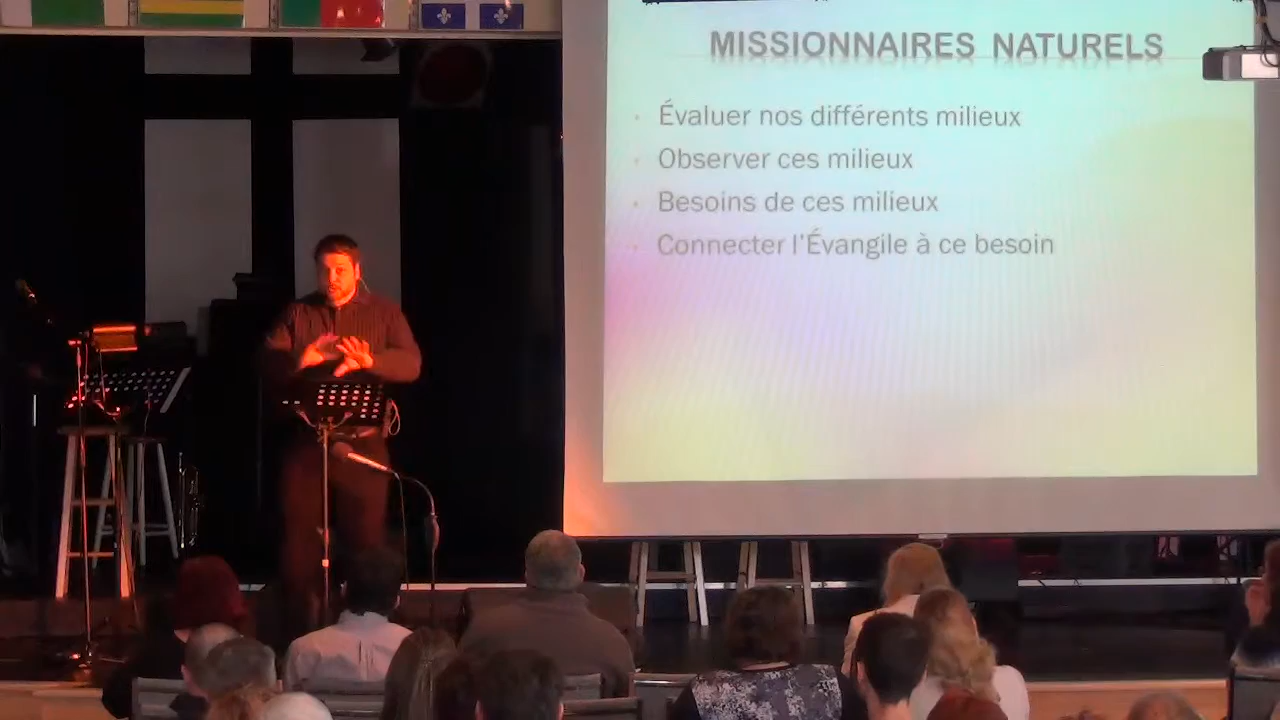 MISSIONNAIRES NATURELS
Évaluer nos différents milieux
Observer ces milieux
Besoins de ces milieux
Connecter l'Évangile à ce besoin